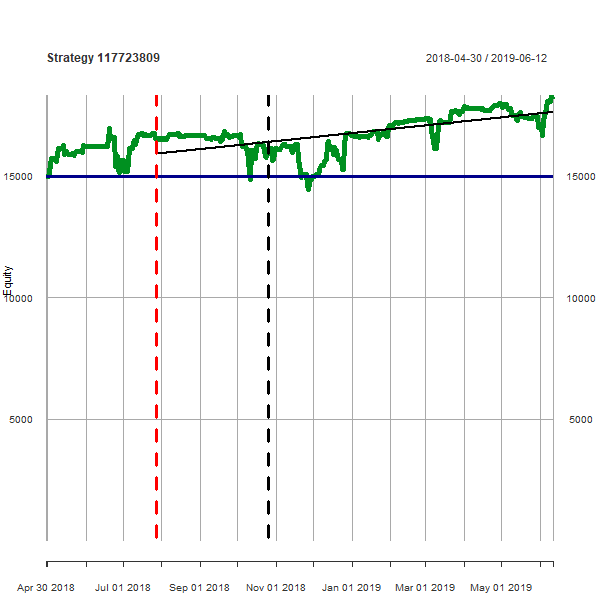 Strategy 117723809
2018-04-30 / 2019-06-12
15000
15000
Equity
10000
10000
5000
5000
Apr 30 2018
Jul 01 2018
Sep 01 2018
Nov 01 2018
Jan 01 2019
Mar 01 2019
May 01 2019